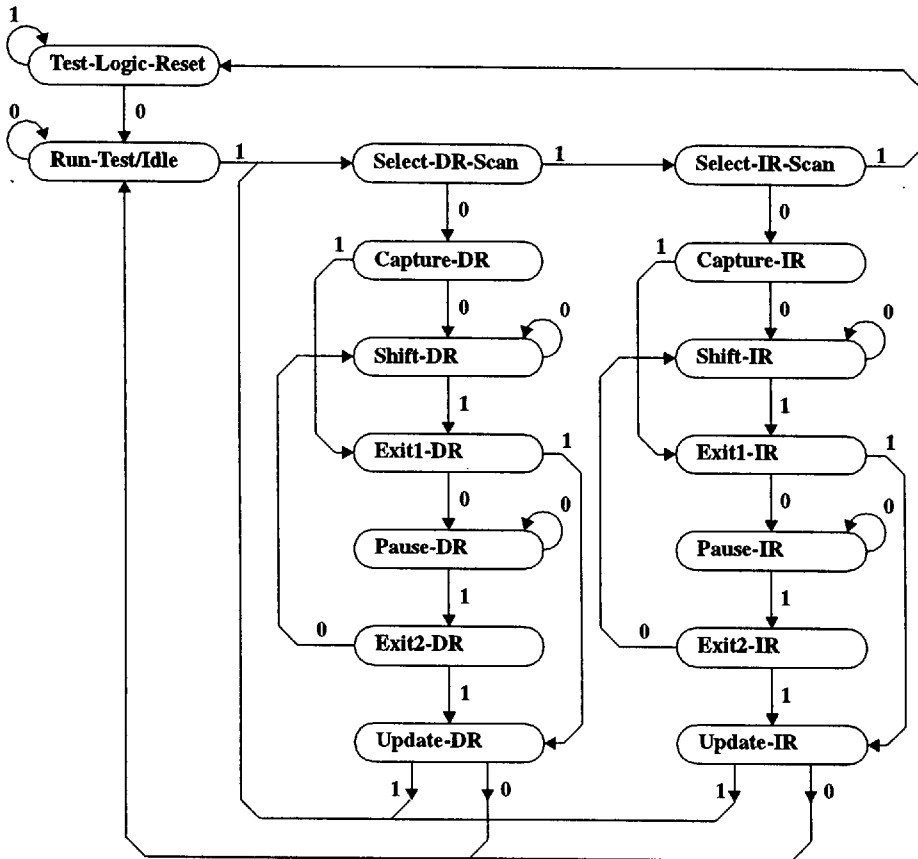 1
Test-Logic-Reset
0
0
Run-Test/Idle
1
Select-DR-Scan
1
Select-IR-Scan
1
0
0
1
Capture-DR
1
Capture-IR
0
0
0
0
Shift-DR
Shift-IR
1
1
Exit1-DR
1
Exit1-IR
1
0
0
0
0
Pause-DR
Pause-IR
1
1
0
Exit2-DR
0
Exit2-IR
1
1
Update-DR
Update-IR
1
0
1
0